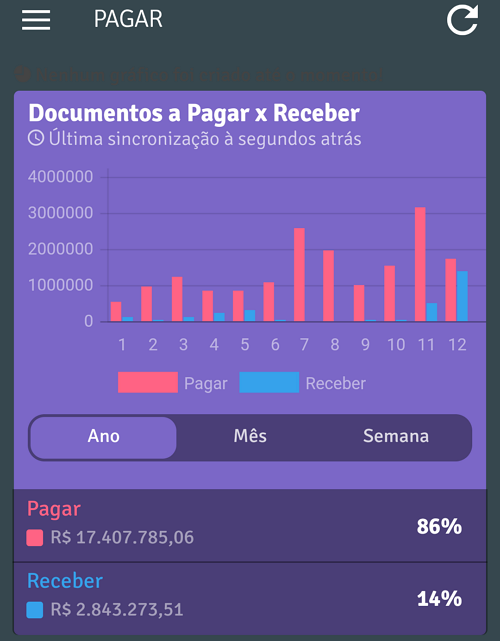 PAGAR
Documentos a Pagar x Receber
Última sincronização à segundos atrás
4000000
3000000
2000000
1000000
0
1 2 3 4 5 6 7 8 9 10 11 12
Pagar Receber
Ano Mês Semana
Pagar
R$ 17.407.785,06 86%
Receber
R$ 2.843.273,51 14%